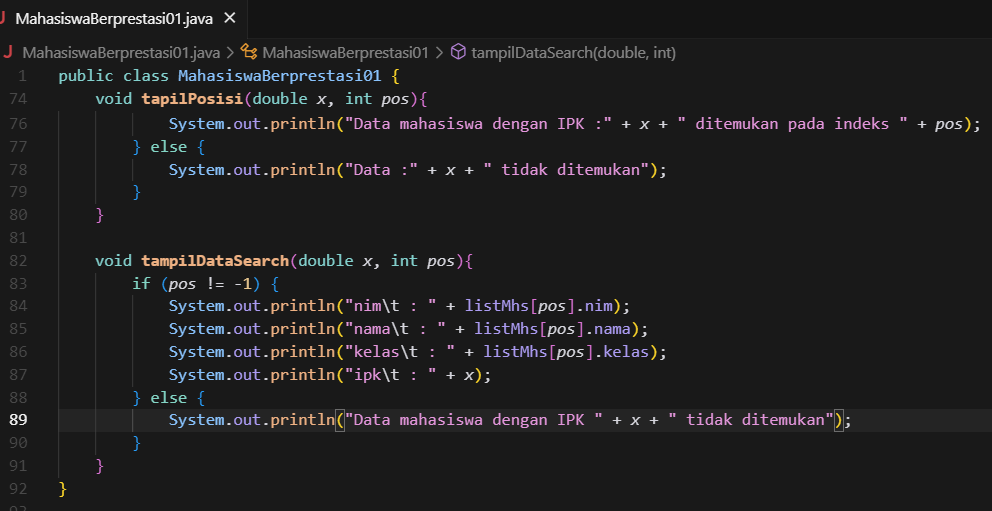 J MahasiswaBerprestasi01.java ×
J MahasiswaBerprestasi01.java > MahasiswaBerprestasi01 > tampilDataSearch(double, int)
1 public class MahasiswaBerprestasi01 {
74 void tapilPosisi(double x, int pos){
76 System.out.println("Data mahasiswa dengan IPK :" + x + " ditemukan pada indeks " + pos);
77 } else {
78 System.out.println("Data :" + x + " tidak ditemukan");
79 }
80 }
81
82 void tampilDataSearch(double x, int pos){
83 if (pos != -1) {
84 System.out.println("nim\t : " + listMhs[pos].nim);
85 System.out.println("nama\t : " + listMhs[pos].nama);
86 System.out.println("kelas\t : " + listMhs[pos].kelas);
87 System.out.println("ipk\t : " + x);
88 } else {
89 System.out.println("Data mahasiswa dengan IPK " + x + " tidak ditemukan");
90 }
91 }
92 }